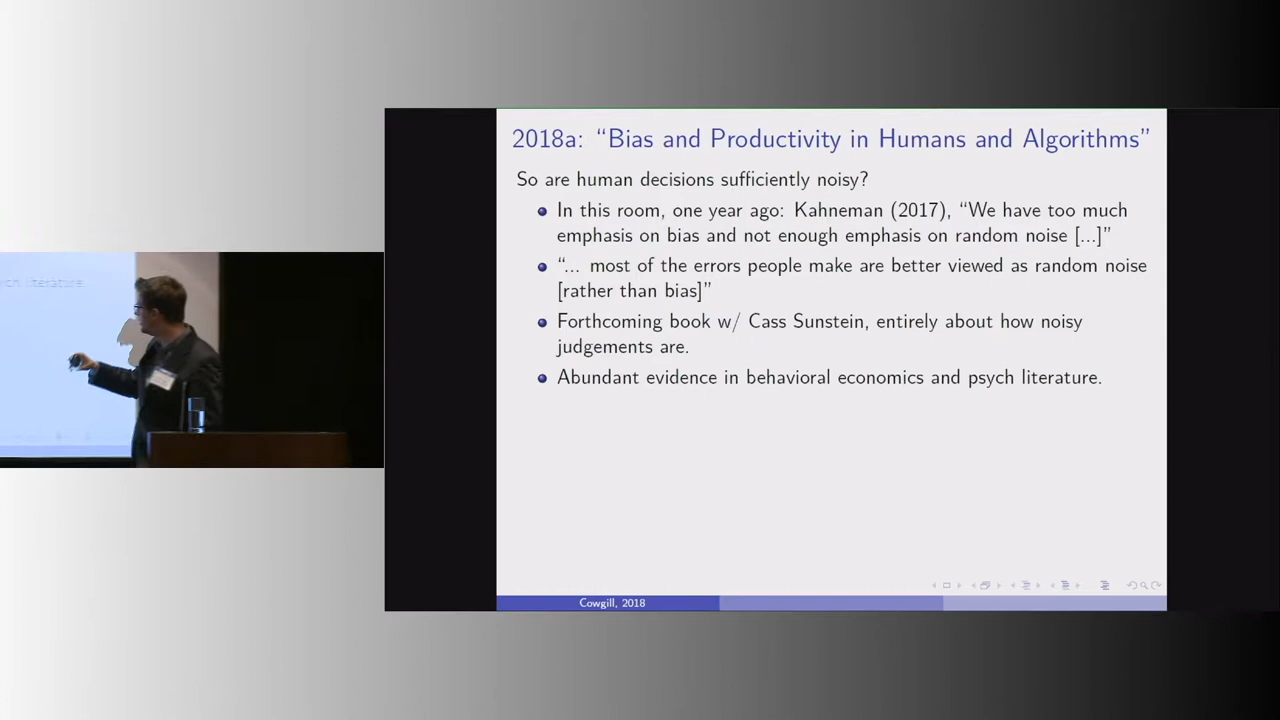 2018a: “Bias and Productivity in Humans and Algorithms”
So are human decisions sufficiently noisy?
In this room, one year ago: Kahneman (2017), “We have too much
emphasis on bias and not enough emphasis on random noise [...]”
“... most of the errors people make are better viewed as random noise
[rather than bias]”
Forthcoming book w/ Cass Sunstein, entirely about how noisy
judgements are.
Abundant evidence in behavioral economics and psych literature.
Cowgill, 2018
ch literature.